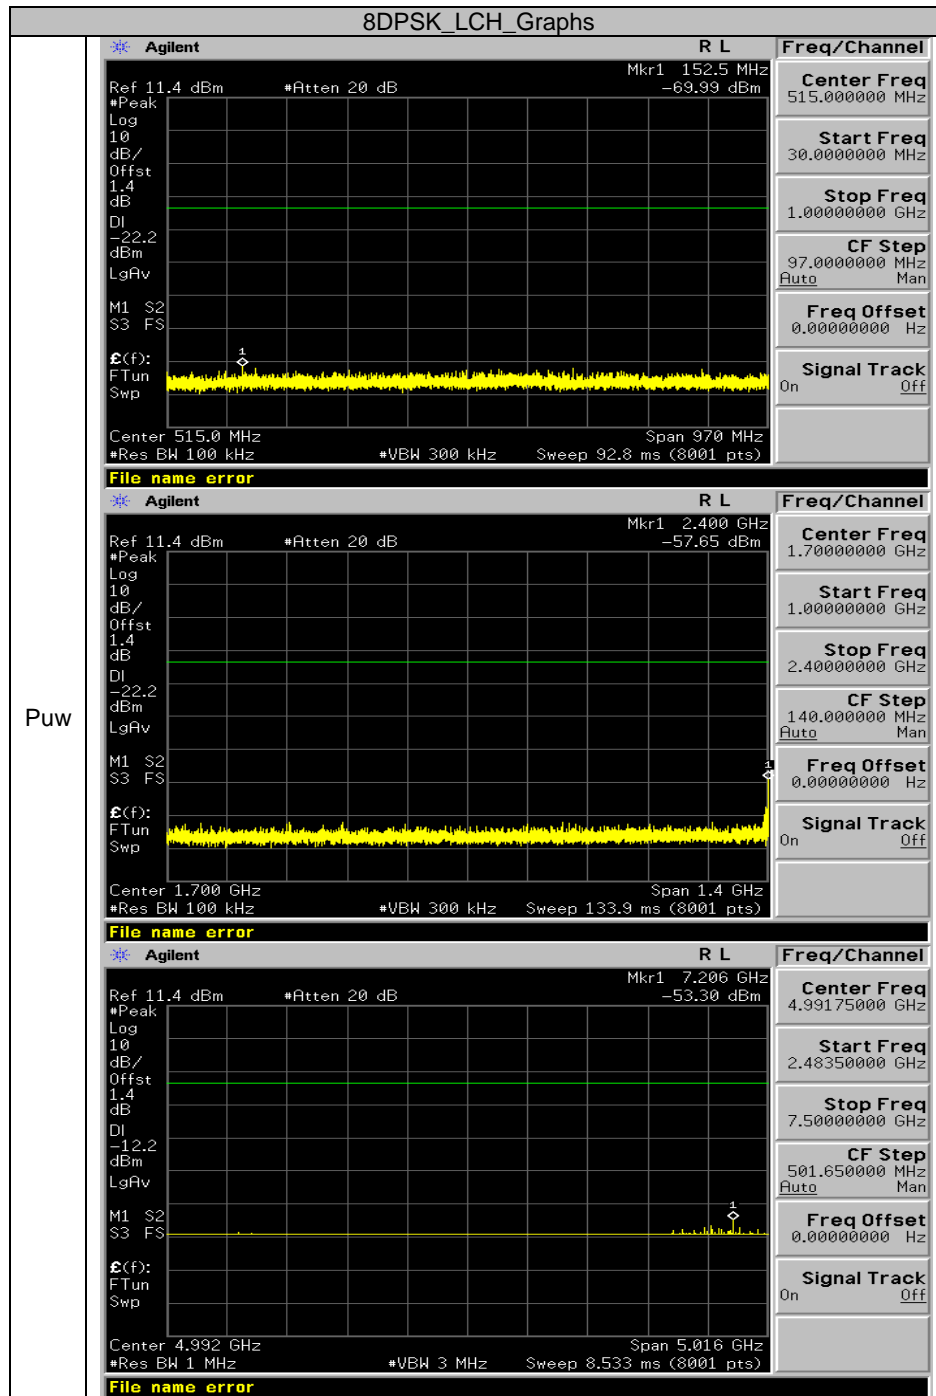 8DPSK_LCH_Graphs
Puw
Agilent R L Freq/Channel
Mkr1 152.5 MHz
Ref 11.4 dBm #Atten 20 dB -69.99 dBm
#Peak
Log
10
dB/
Offst
1.4
dB
DI
-22.2
dBm
LgAv
M1 S2
S3 FS
£(f):
FTun
Swp
1
Center 515.0 MHz Span 970 MHz
#Res BW 100 kHz #VBW 300 kHz Sweep 92.8 ms (8001 pts)
Center Freq
515.000000 MHz
Start Freq
30.0000000 MHz
Stop Freq
1.00000000 GHz
CF Step
97.0000000 MHz
Auto Man
Freq Offset
0.00000000 Hz
Signal Track
On Off
File name error
Agilent R L Freq/Channel
Mkr1 2.400 GHz
Ref 11.4 dBm #Atten 20 dB -57.65 dBm
#Peak
Log
10
dB/
Offst
1.4
dB
DI
-22.2
dBm
LgAv
M1 S2
S3 FS
£(f):
FTun
Swp
1
Center 1.700 GHz Span 1.4 GHz
#Res BW 100 kHz #VBW 300 kHz Sweep 133.9 ms (8001 pts)
Center Freq
1.70000000 GHz
Start Freq
1.00000000 GHz
Stop Freq
2.40000000 GHz
CF Step
140.000000 MHz
Auto Man
Freq Offset
0.00000000 Hz
Signal Track
On Off
File name error
Agilent R L Freq/Channel
Mkr1 7.206 GHz
Ref 11.4 dBm #Atten 20 dB -53.30 dBm
#Peak
Log
10
dB/
Offst
1.4
dB
DI
-12.2
dBm
LgAv
M1 S2
S3 FS
£(f):
FTun
Swp
1
Center 4.992 GHz Span 5.016 GHz
#Res BW 1 MHz #VBW 3 MHz Sweep 8.533 ms (8001 pts)
Center Freq
4.99175000 GHz
Start Freq
2.48350000 GHz
Stop Freq
7.50000000 GHz
CF Step
501.650000 MHz
Auto Man
Freq Offset
0.00000000 Hz
Signal Track
On Off
File name error